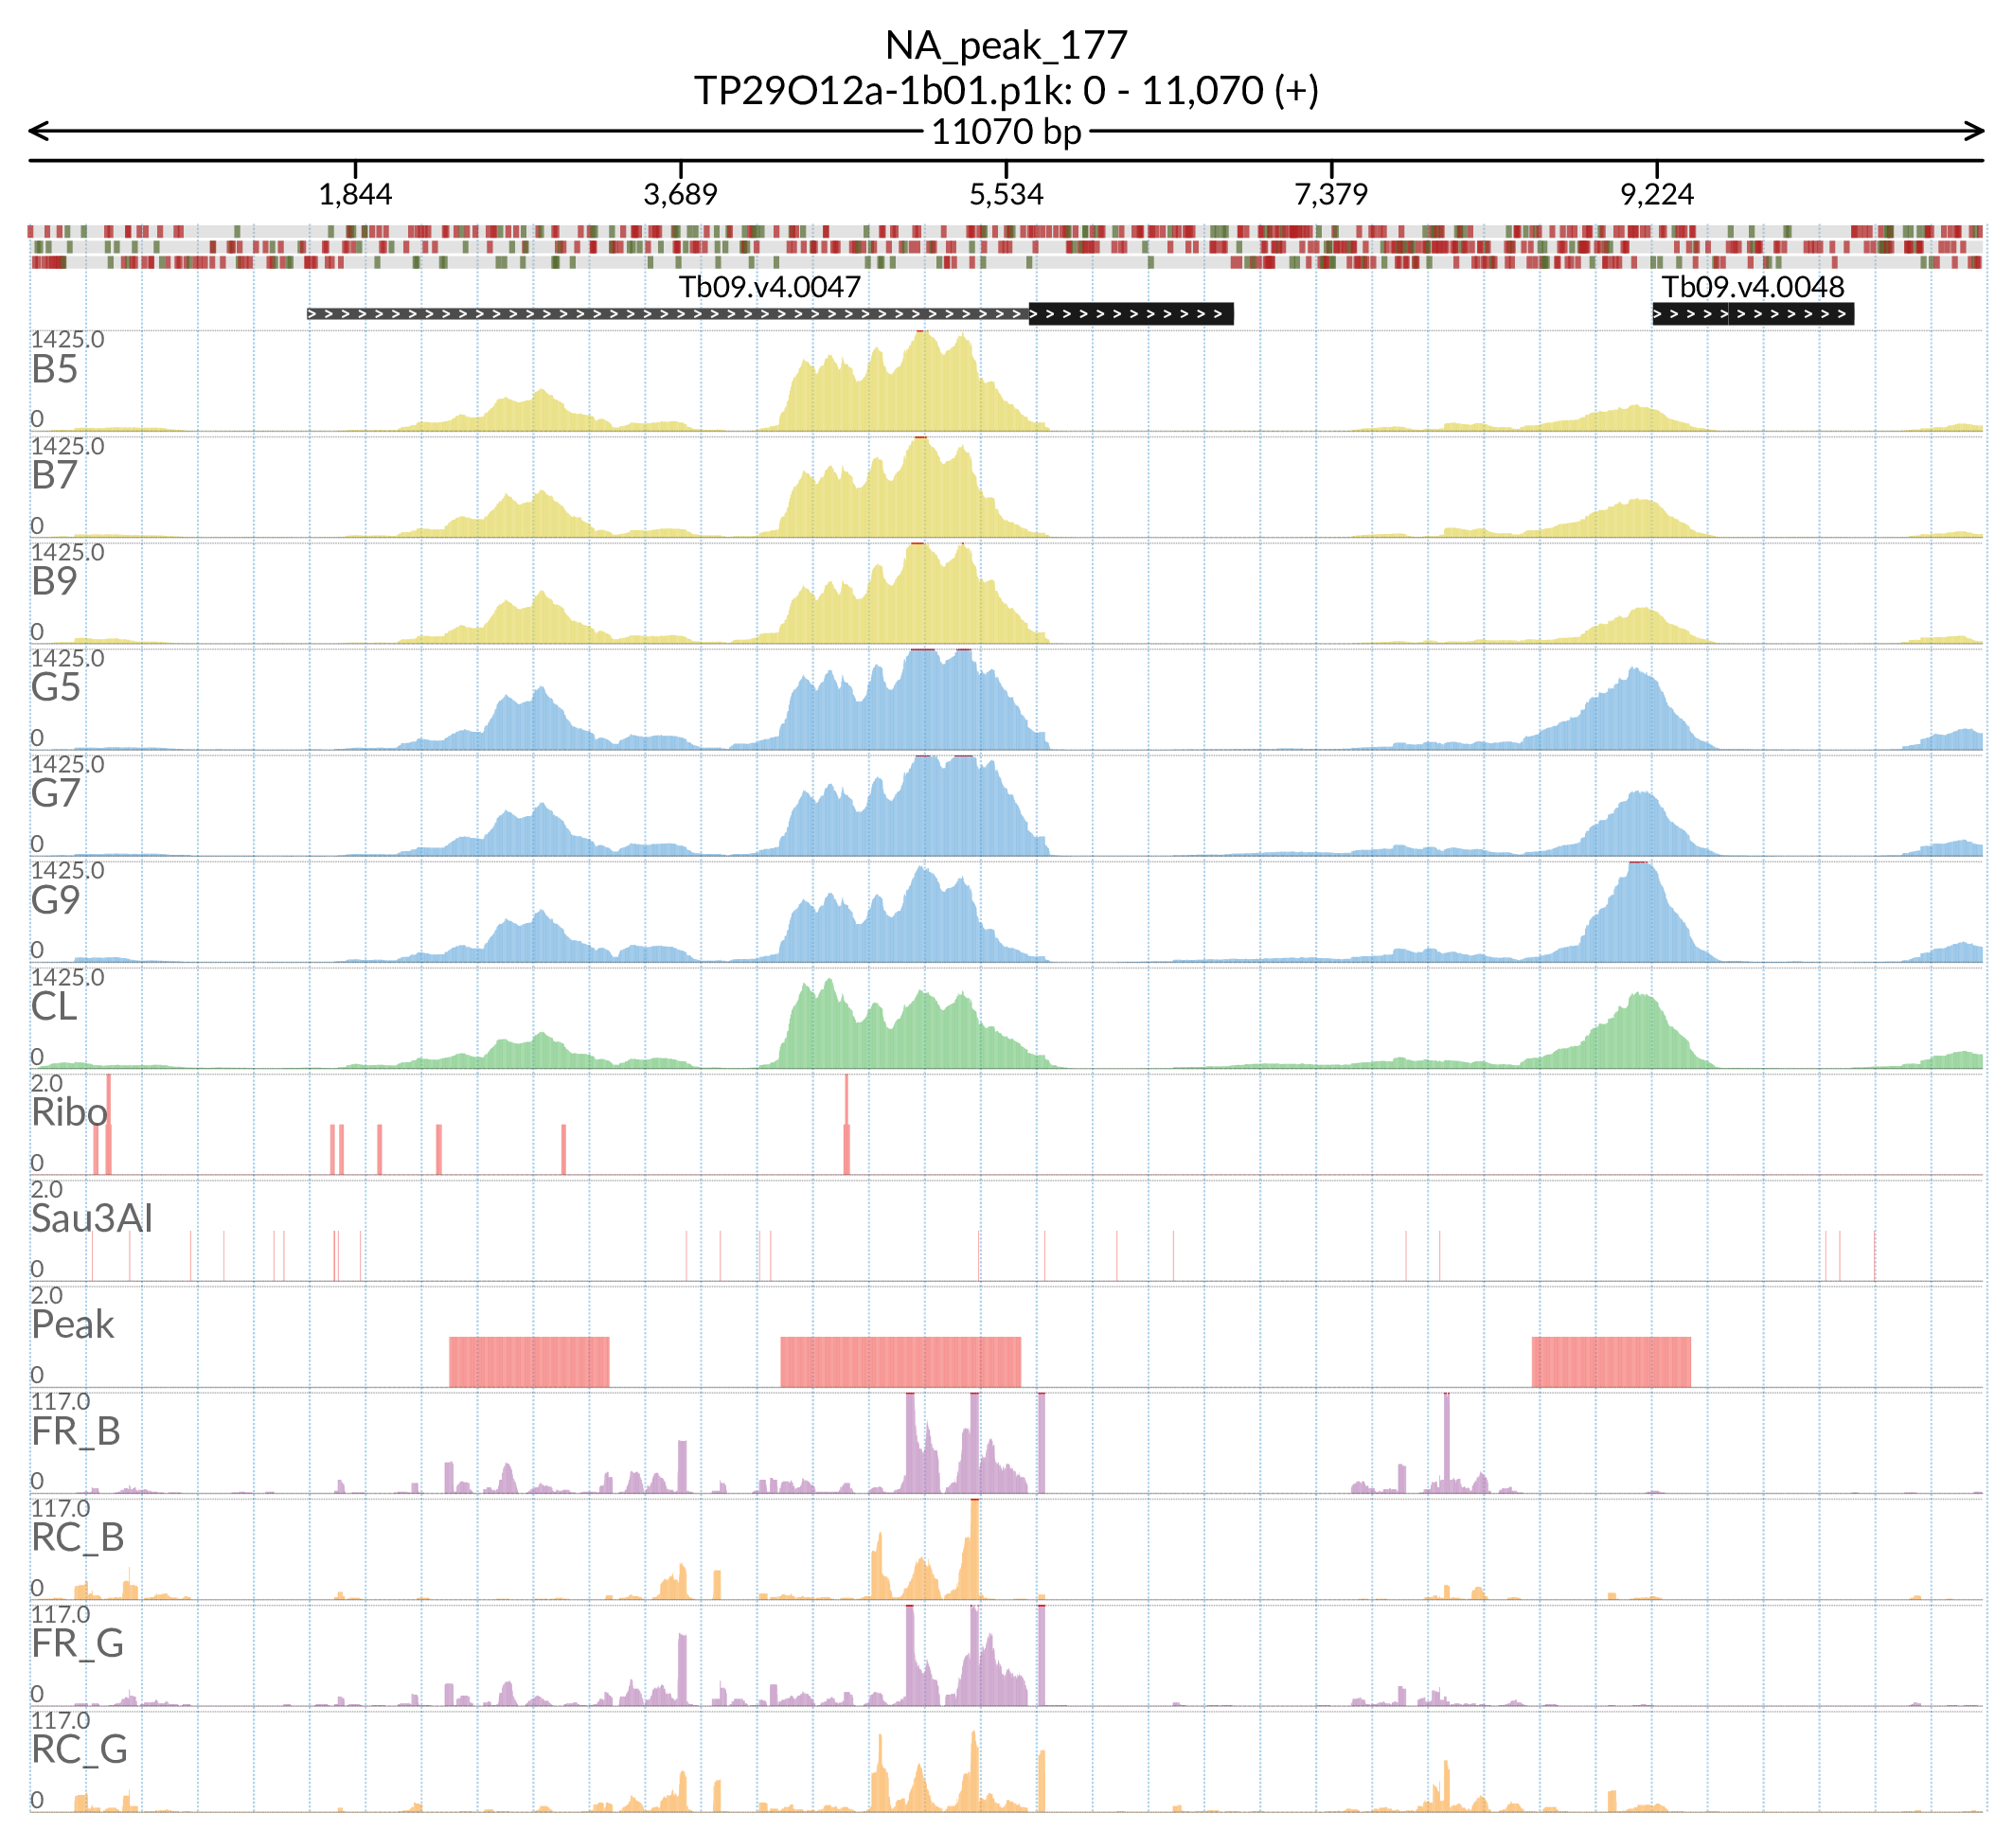 NA_peak_177
TP29O12a-1b01.p1k: 0 - 11,070 (+)
11070 bp
1,844 3,689 5,534 7,379 9,224
Tb09.v4.0047 Tb09.v4.0048
1425.0
B5
0
1425.0
B7
0
1425.0
B9
0
1425.0
G5
0
1425.0
G7
0
1425.0
G9
0
1425.0
CL
0
2.0
Ribo
0
2.0
Sau3AI
0
2.0
Peak
0
117.0
FR_B
0
117.0
RC_B
0
117.0
FR_G
0
117.0
RC_G
0